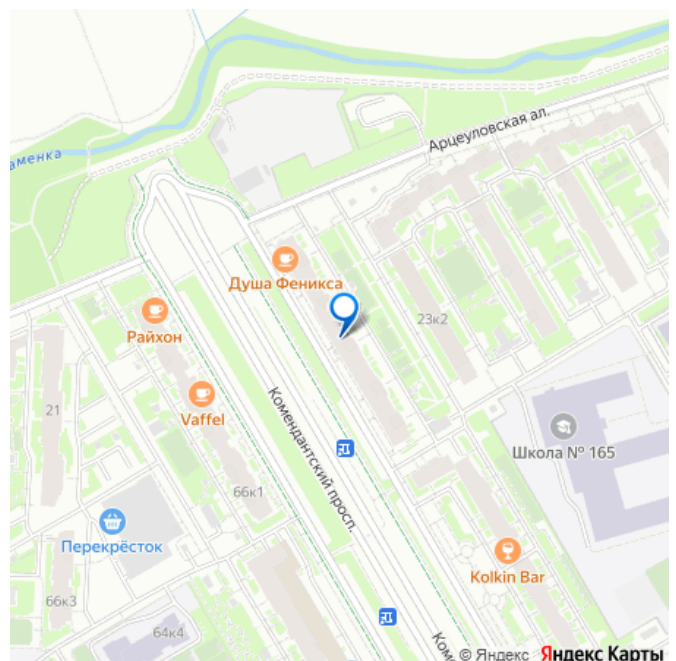 Арцеуловская ал.
аменка
Душа Феникса
Райхон
23к2
Vaffel
21
Комендантский просп.
Школа № 165
66к1
Перекрёсток
Kolkin Bar
66к3
64к4
Ком
© Яндекс Яндекс Карты